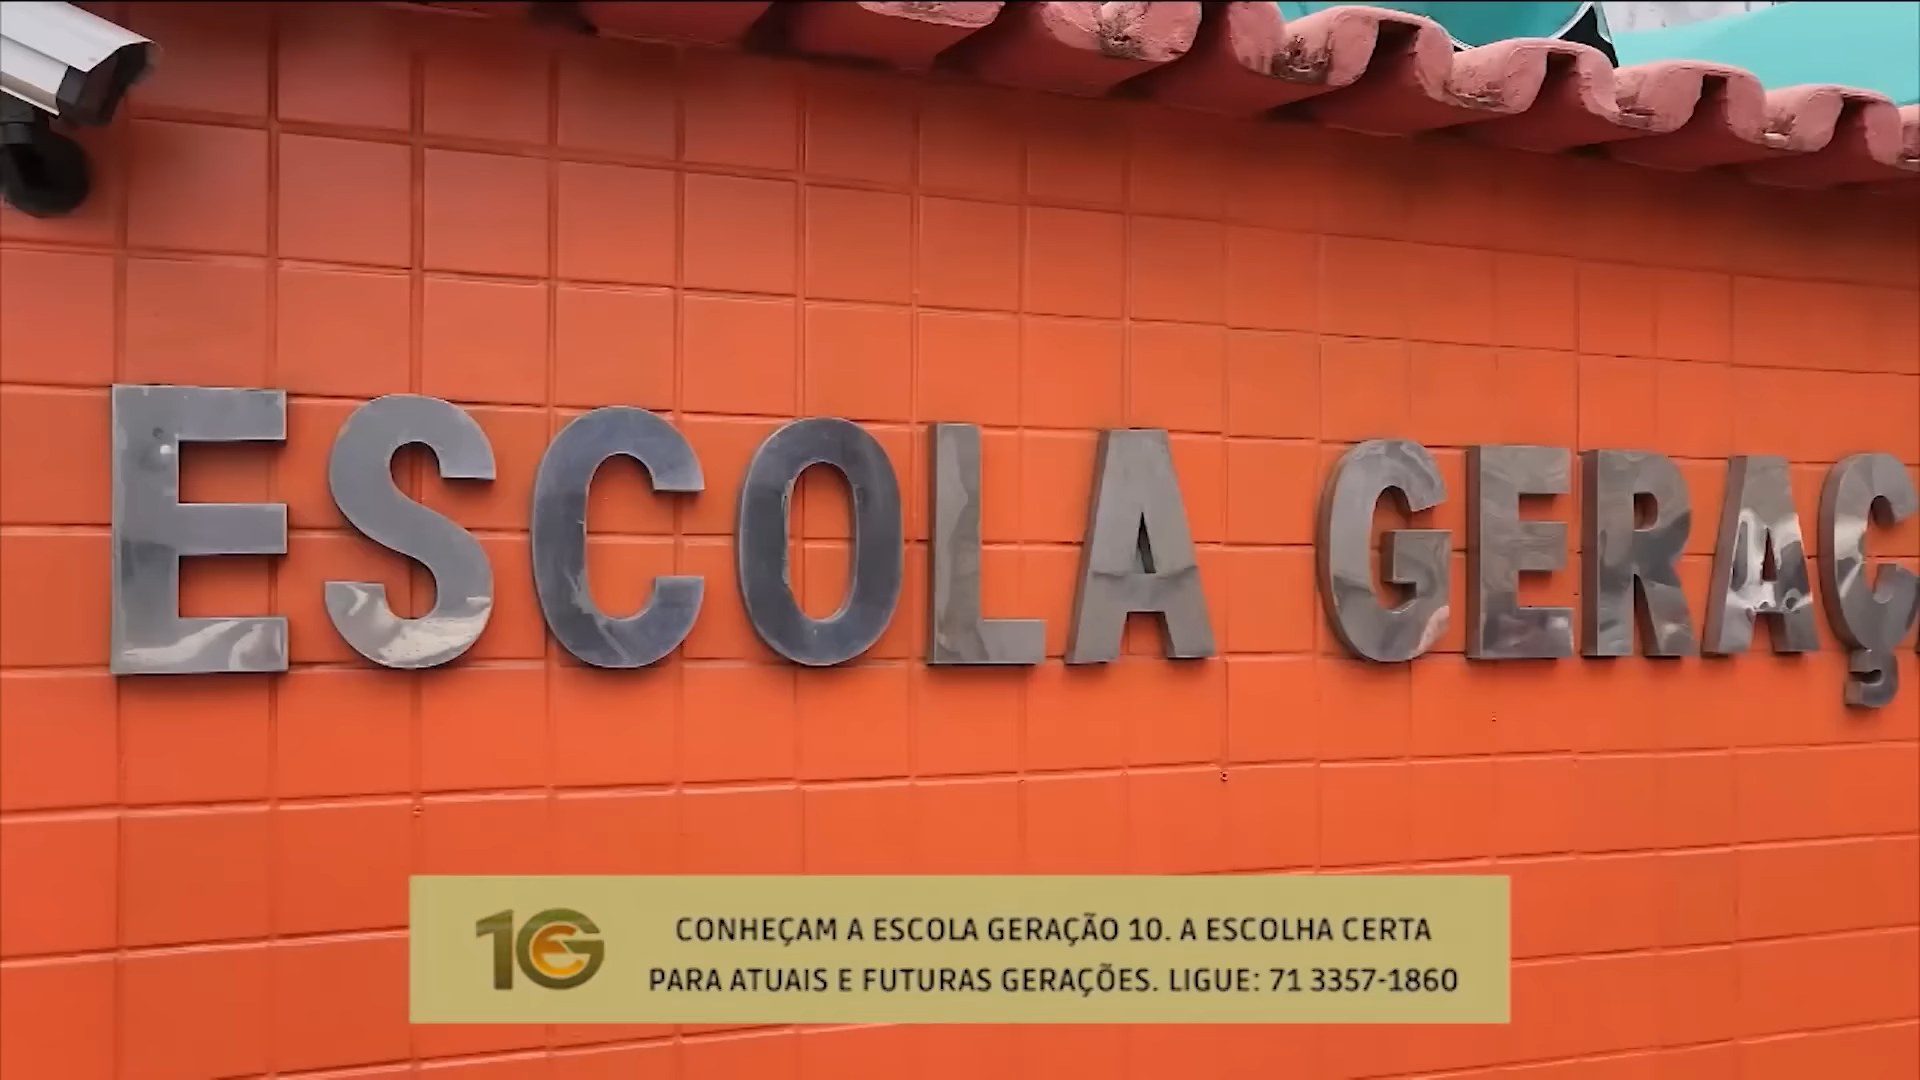 ESCOLA GERAÇ
10 G
CONHEÇAM A ESCOLA GERAÇÃO 10. A ESCOLHA CERTA
PARA ATUAIS E FUTURAS GERAÇÕES. LIGUE: 71 3357-1860